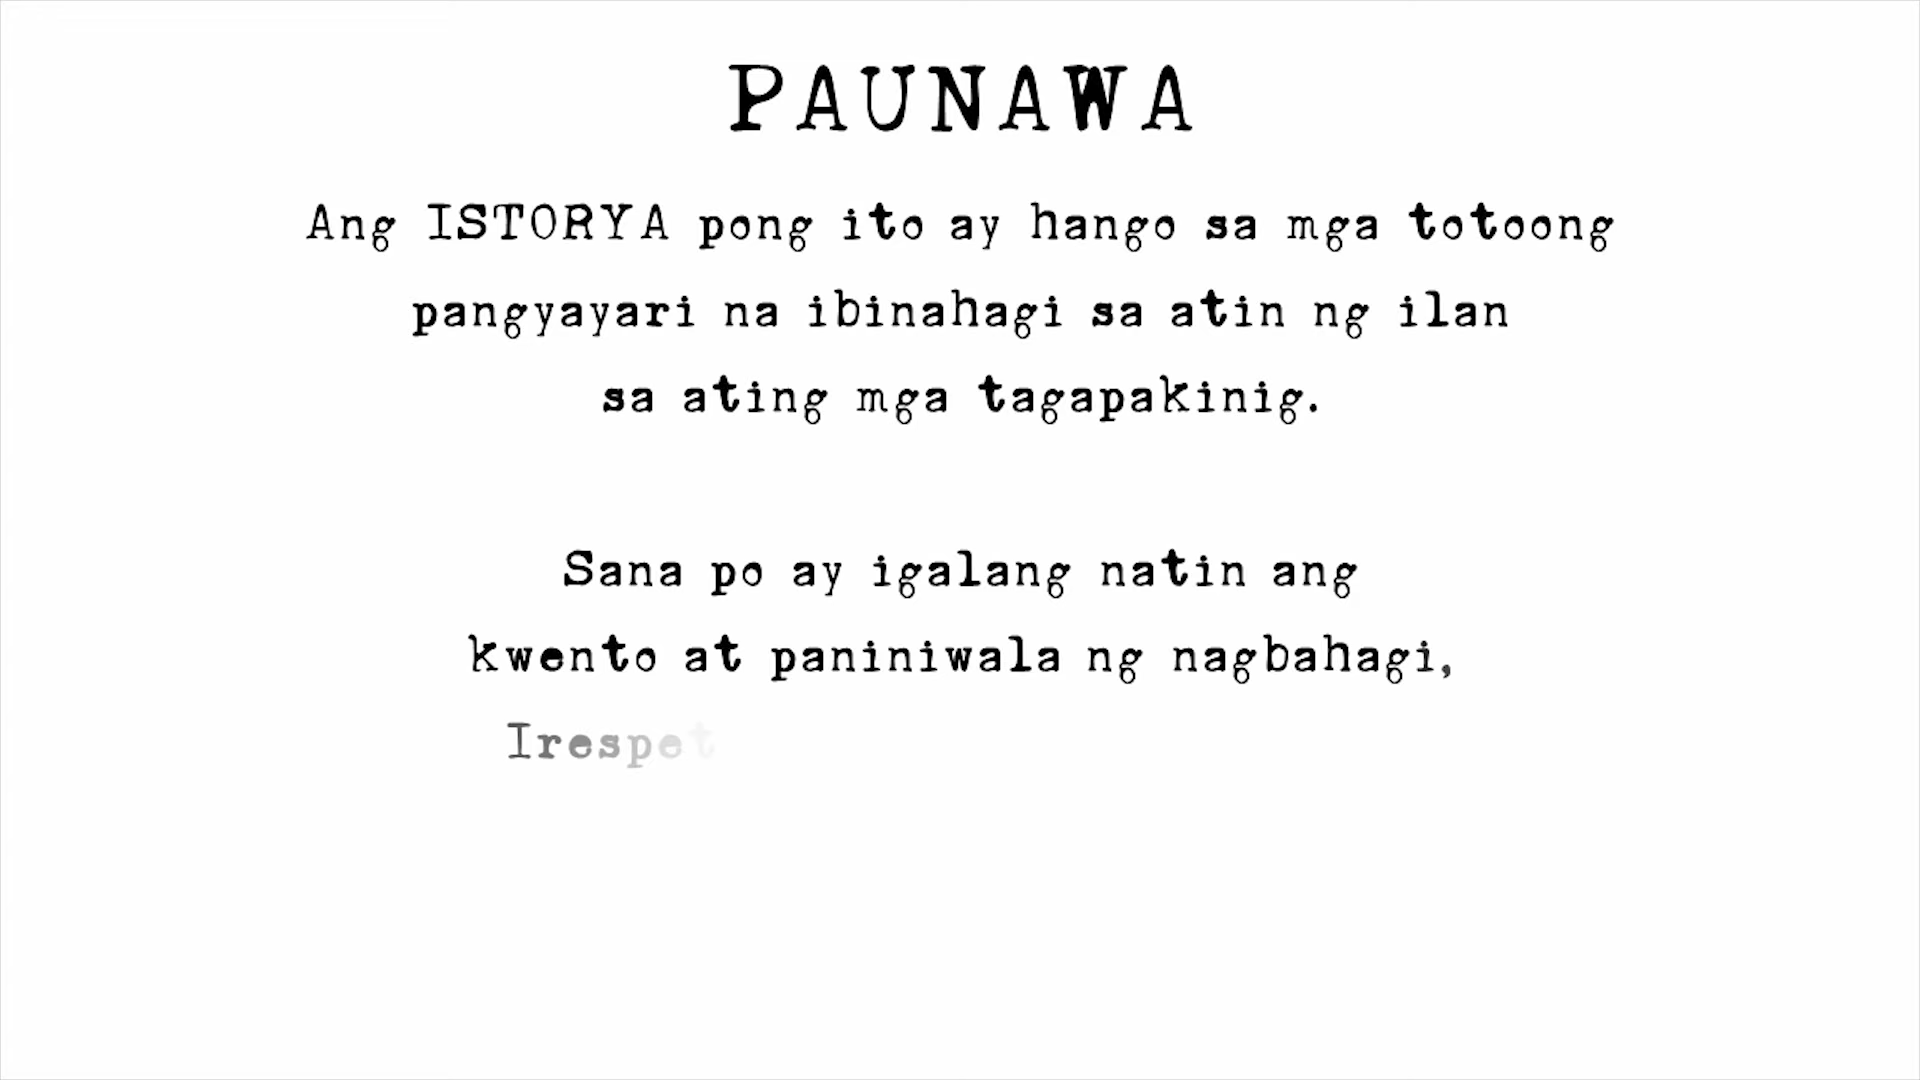 PAUNAWA
Ang ISTORYA pong ito ay hango sa mga totoong
pangyayari na ibinahagi sa atin ng ilan
sa ating mga tagapakinig.
Sana po ay igalang natin ang
kwento at paniniwala ng nagbahagi,
Irespet